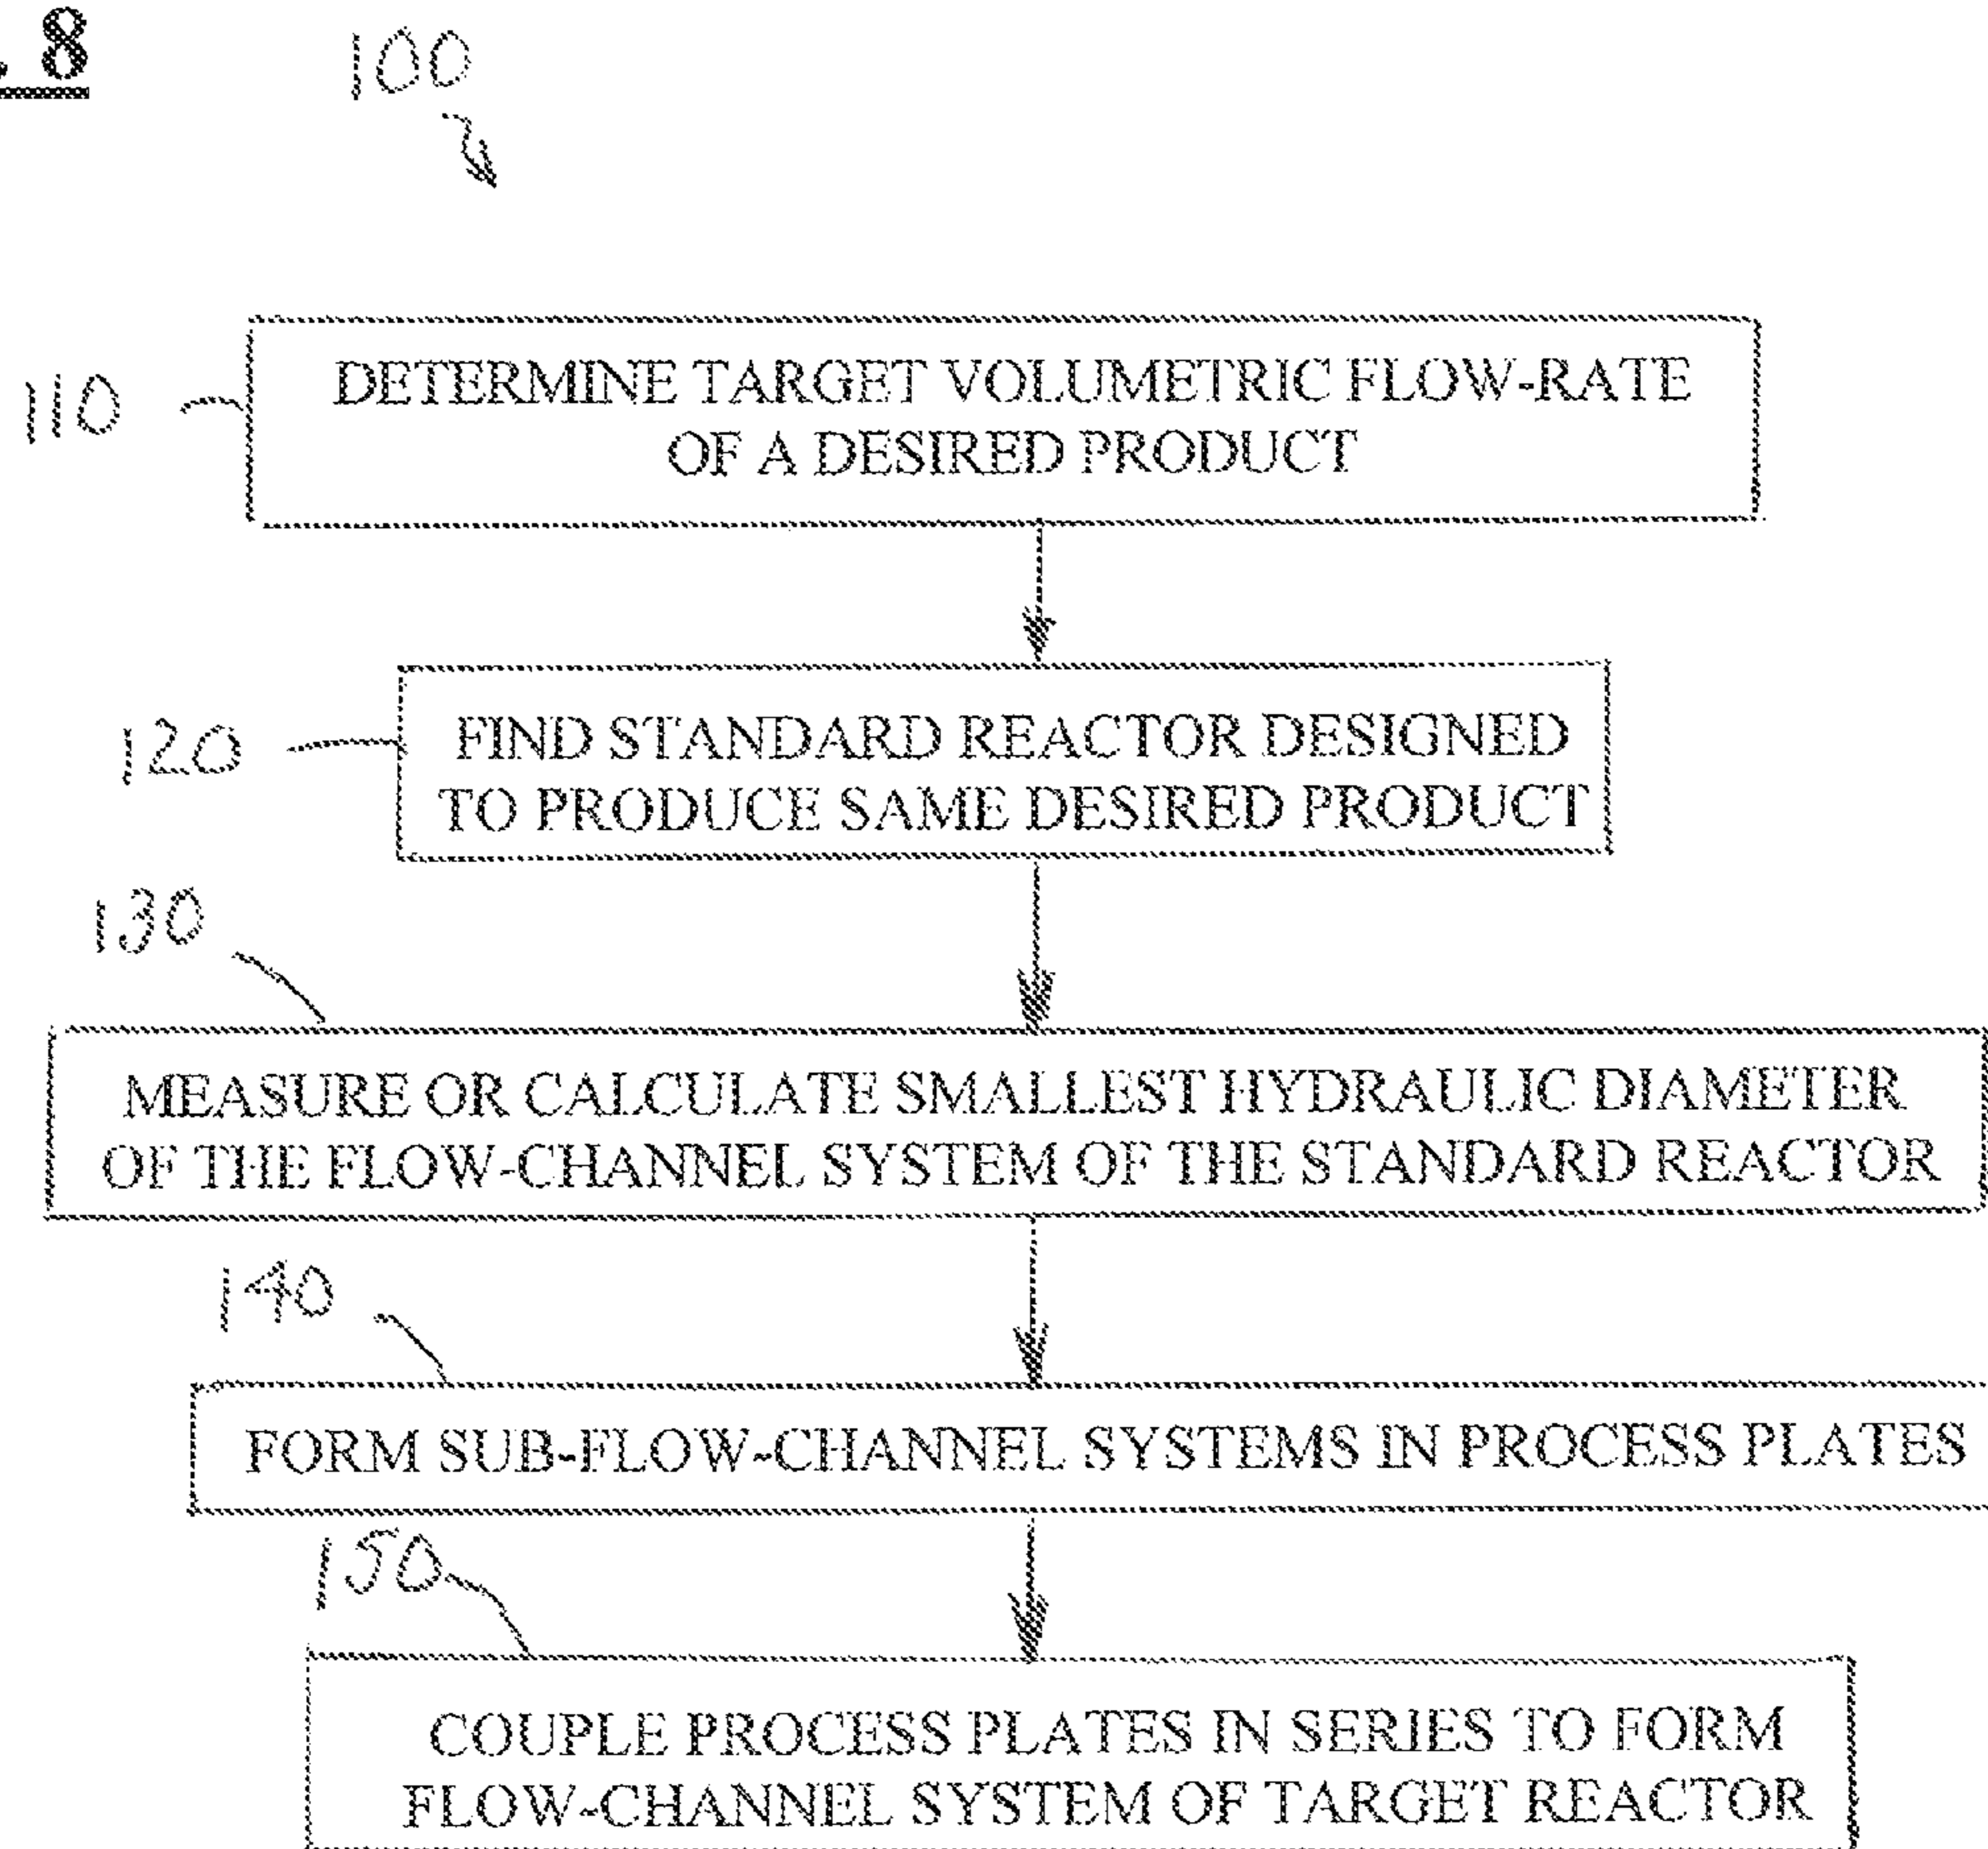 . 8
100
110
DETERMINE TARGET VOLUMETRIC FLOW-RATE
OF A DESIRED PRODUCT
120
FIND STANDARD REACTOR DESIGNED
TO PRODUCE SAME DESIRED PRODUCT
130
MEASURE OR CALCULATE SMALLEST HYDRAULIC DIAMETER
OF THE FLOW-CHANNEL SYSTEM OF THE STANDARD REACTOR
140
FORM SUB-FLOW-CHANNEL SYSTEMS IN PROCESS PLATES
150
COUPLE PROCESS PLATES IN SERIES TO FORM
FLOW-CHANNEL SYSTEM OF TARGET REACTOR